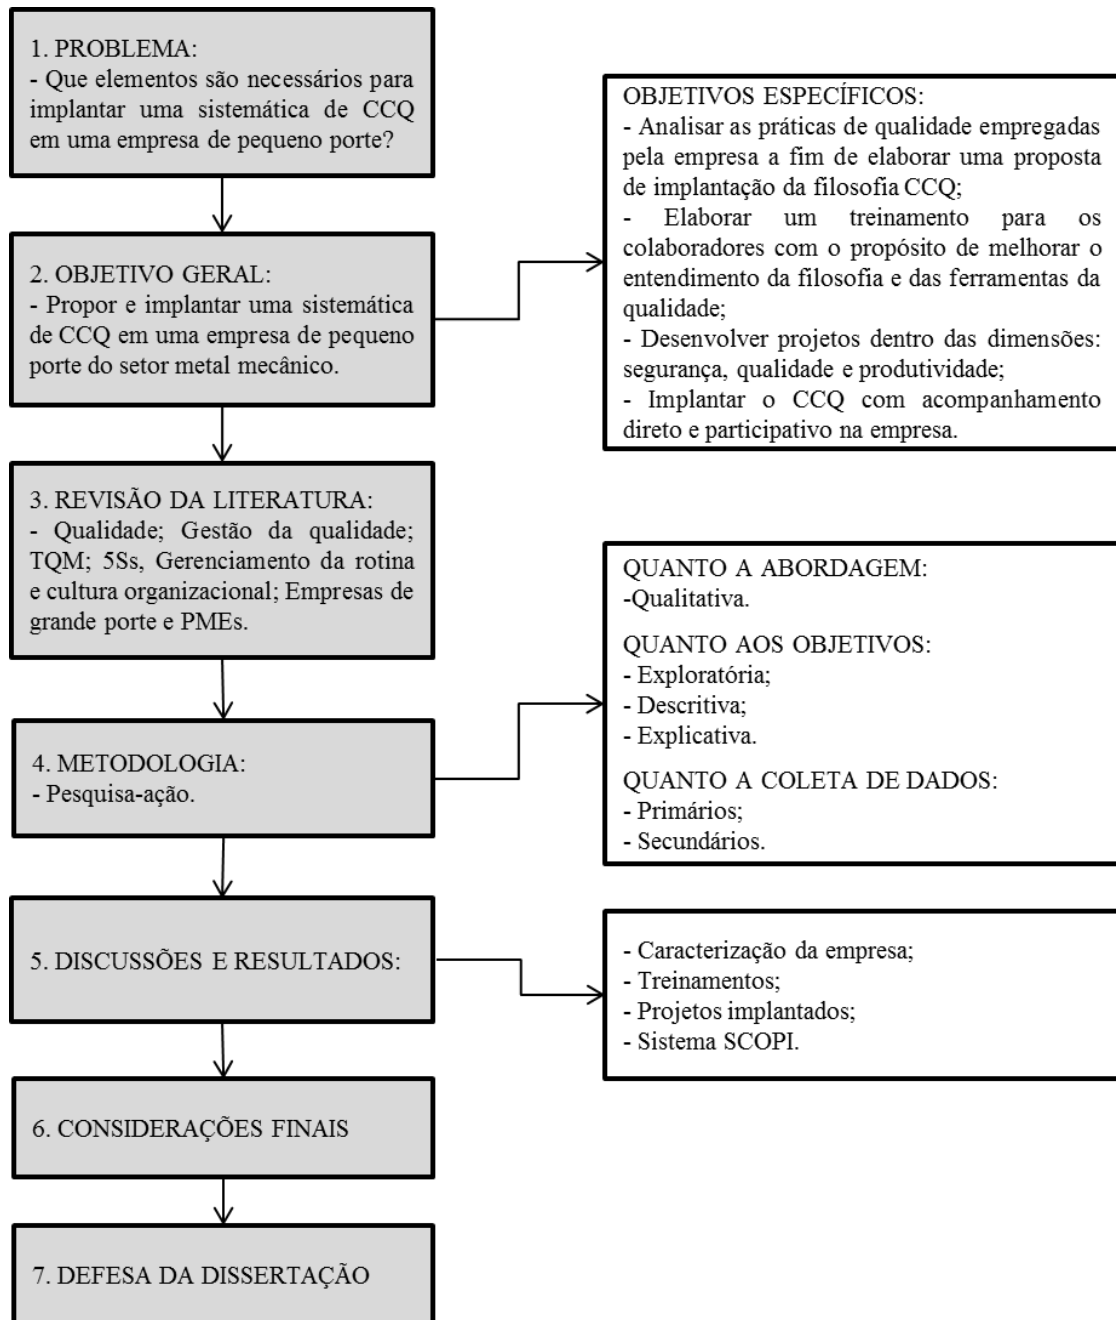 1. PROBLEMA:
- Que elementos são necessários para
implantar uma sistemática de CCQ
em uma empresa de pequeno porte?
2. OBJETIVO GERAL:
- Propor e implantar uma sistemática
de CCQ em uma empresa de pequeno
porte do setor metal mecânico.
OBJETIVOS ESPECÍFICOS:
- Analisar as práticas de qualidade empregadas
pela empresa a fim de elaborar uma proposta
de implantação da filosofia CCQ;
- Elaborar um treinamento para os
colaboradores com o propósito de melhorar o
entendimento da filosofia e das ferramentas da
qualidade;
- Desenvolver projetos dentro das dimensões:
segurança, qualidade e produtividade;
- Implantar o CCQ com acompanhamento
direto e participativo na empresa.
3. REVISÃO DA LITERATURA:
- Qualidade; Gestão da qualidade;
TQM; 5Ss, Gerenciamento da rotina
e cultura organizacional; Empresas de
grande porte e PMEs.
4. METODOLOGIA:
- Pesquisa-ação.
QUANTO A ABORDAGEM:
-Qualitativa.
QUANTO AOS OBJETIVOS:
- Exploratória;
- Descritiva;
- Explicativa.
QUANTO A COLETA DE DADOS:
- Primários;
- Secundários.
5. DISCUSSÕES E RESULTADOS:
- Caracterização da empresa;
- Treinamentos;
- Projetos implantados;
- Sistema SCOPI.
6. CONSIDERAÇÕES FINAIS
7. DEFESA DA DISSERTAÇÃO